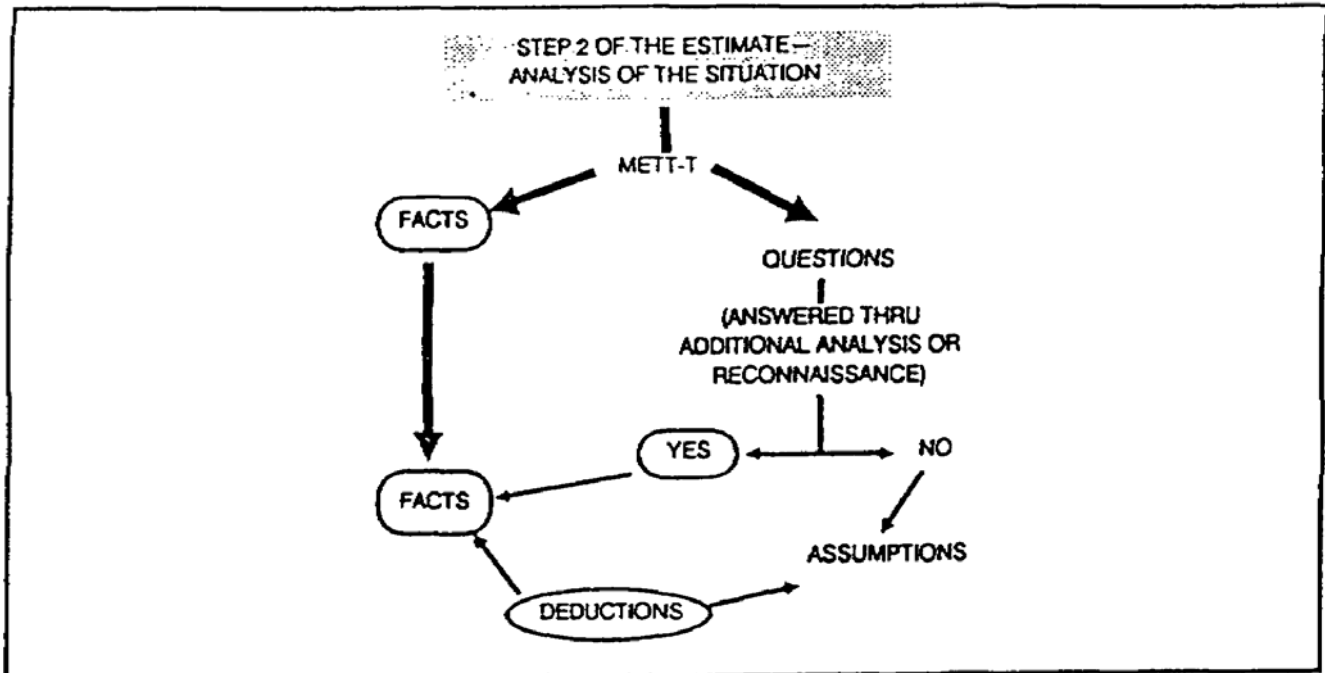 STEP 2 OF THE ESTIMATE—
ANALYSIS OF THE SITUATION
METT-T
FACTS
QUESTIONS
(ANSWERED THRU
ADDITIONAL ANALYSIS OR
RECONNAISSANCE)
YES
NO
FACTS
ASSUMPTIONS
DEDUCTIONS